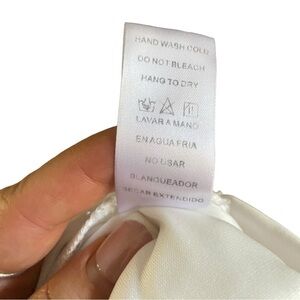 HAND WASH COLD
DO NOT BLEACH
HANG TO DRY
LAVAR A MANO
EN AGUA FRIA
NO USAR
BLANQUEADOR
SECAR EXTENDIDO